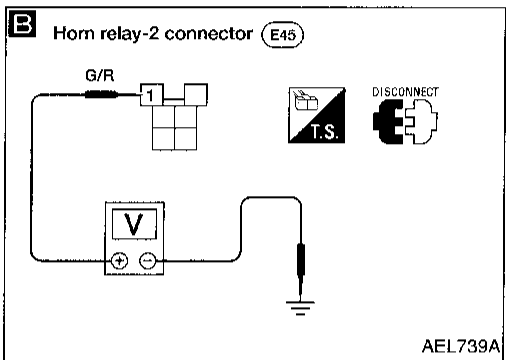 B Horn relay-2 connector E45
G/R
1
DISCONNECT
T.S.
V
+ −
AEL739A